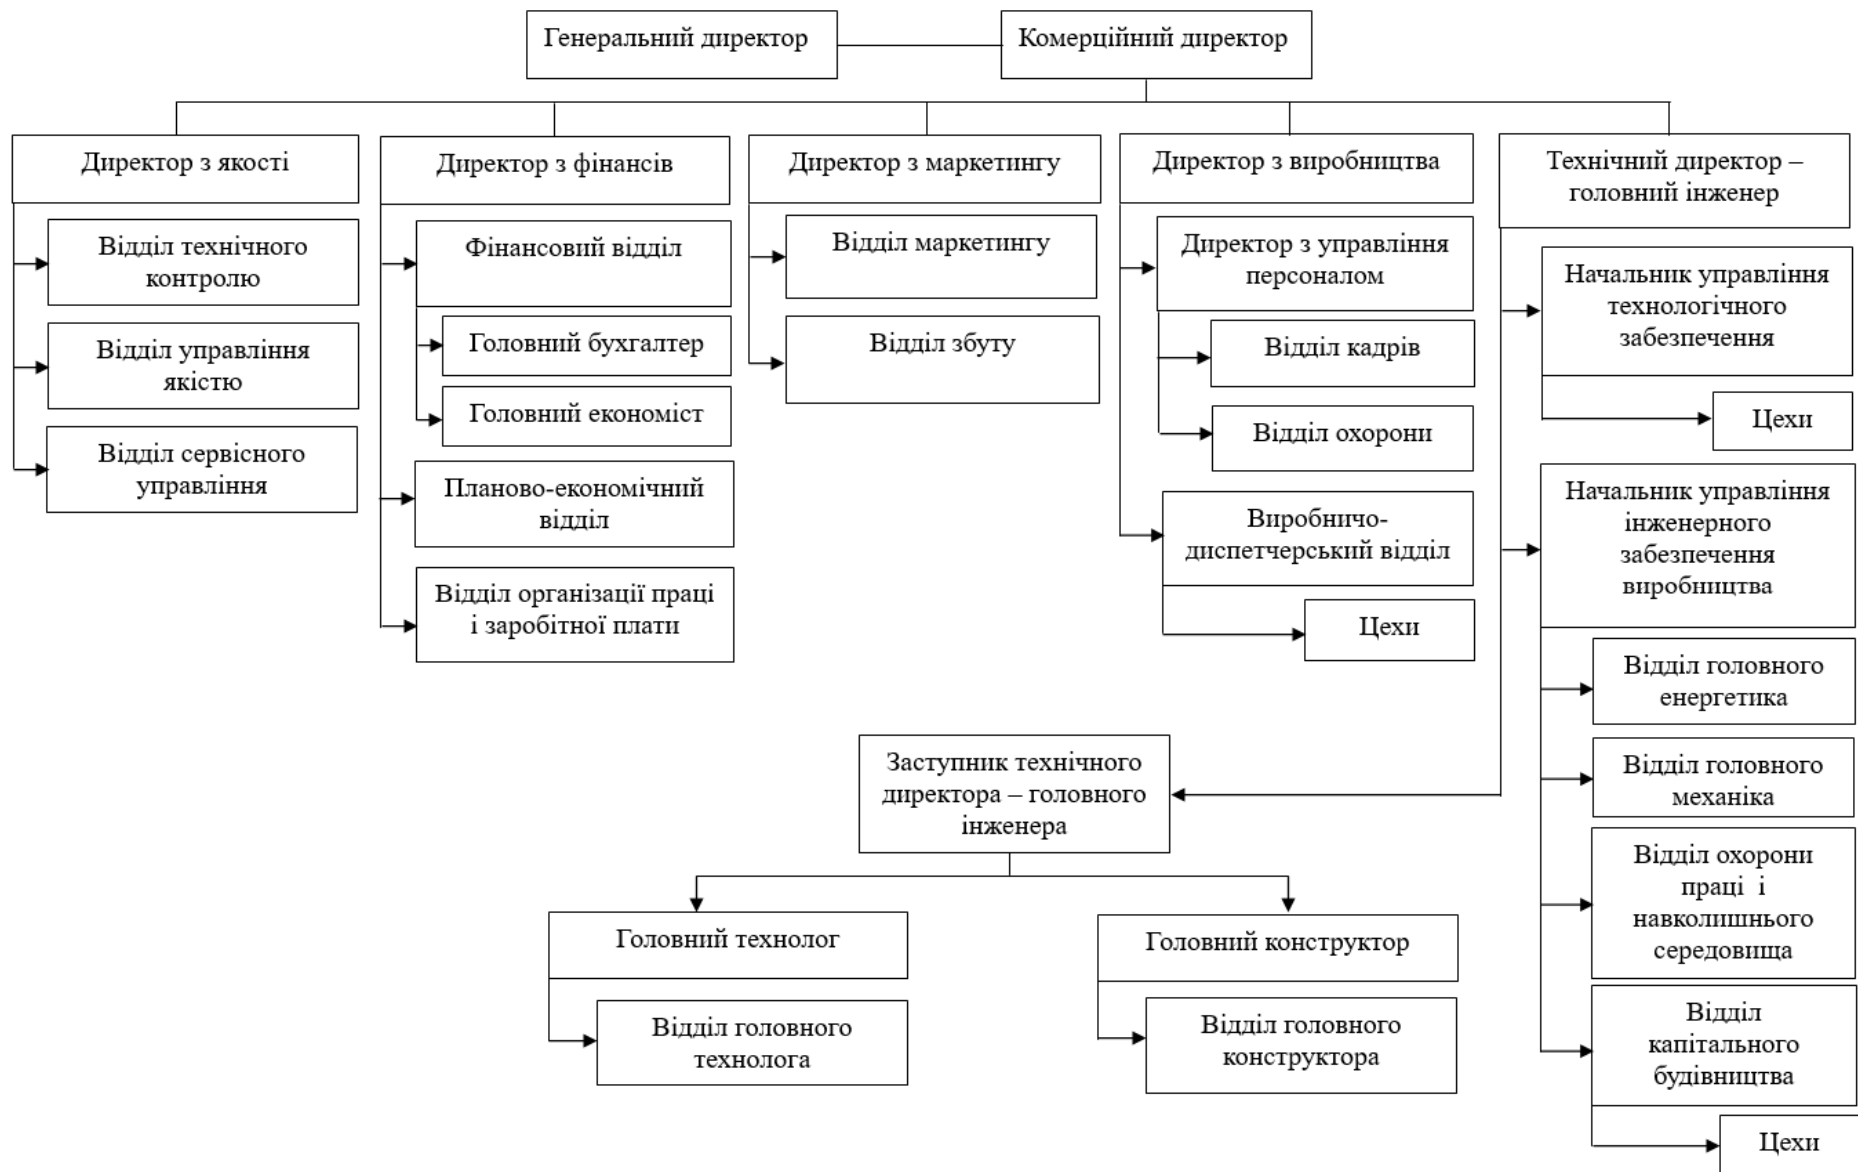 Генеральний директор
Комерційний директор
Директор з якості
Відділ технічного
контролю
Відділ управління
якістю
Відділ сервісного
управління
Директор з фінансів
Фінансовий відділ
Головний бухгалтер
Головний економіст
Планово-економічний
відділ
Відділ організації праці
і заробітної плати
Директор з маркетингу
Відділ маркетингу
Відділ збуту
Директор з виробництва
Директор з управління
персоналом
Відділ кадрів
Відділ охорони
Виробничо-
диспетчерський відділ
Цехи
Технічний директор –
головний інженер
Начальник управління
технологічного
забезпечення
Цехи
Начальник управління
інженерного
забезпечення
виробництва
Відділ головного
енергетика
Відділ головного
механіка
Відділ охорони
праці і
навколишнього
середовища
Відділ
капітального
будівництва
Цехи
Заступник технічного
директора – головного
інженера
Головний технолог
Відділ головного
технолога
Головний конструктор
Відділ головного
конструктора